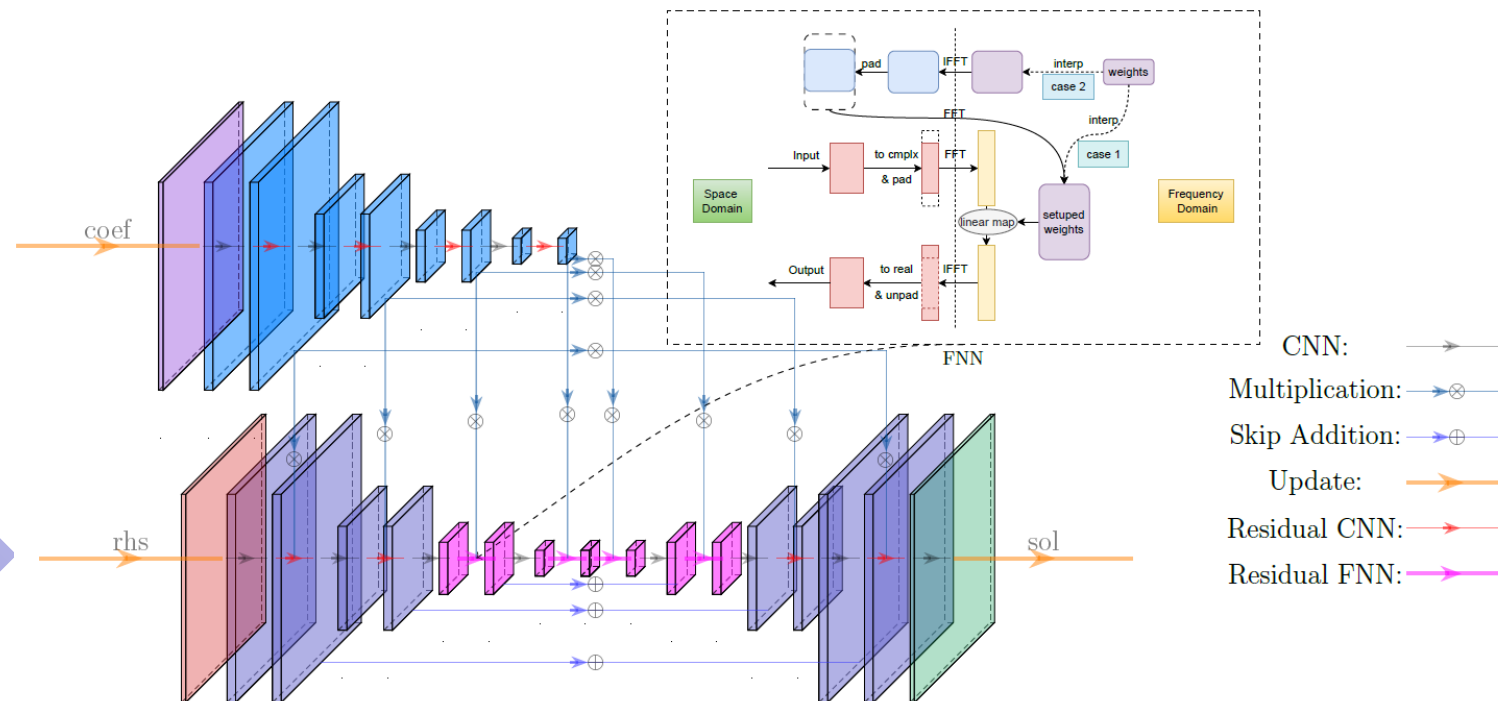 pad
IFFT
interp
weights
case 2
FFT
interp
case 1
Input
to cmplx
& pad
FFT
Space
Domain
linear map
setuped
weights
Frequency
Domain
Output
to real
& unpad
IFFT
FNN
coef
rhs
sol
CNN:
Multiplication:
Skip Addition:
Update:
Residual CNN:
Residual FNN: